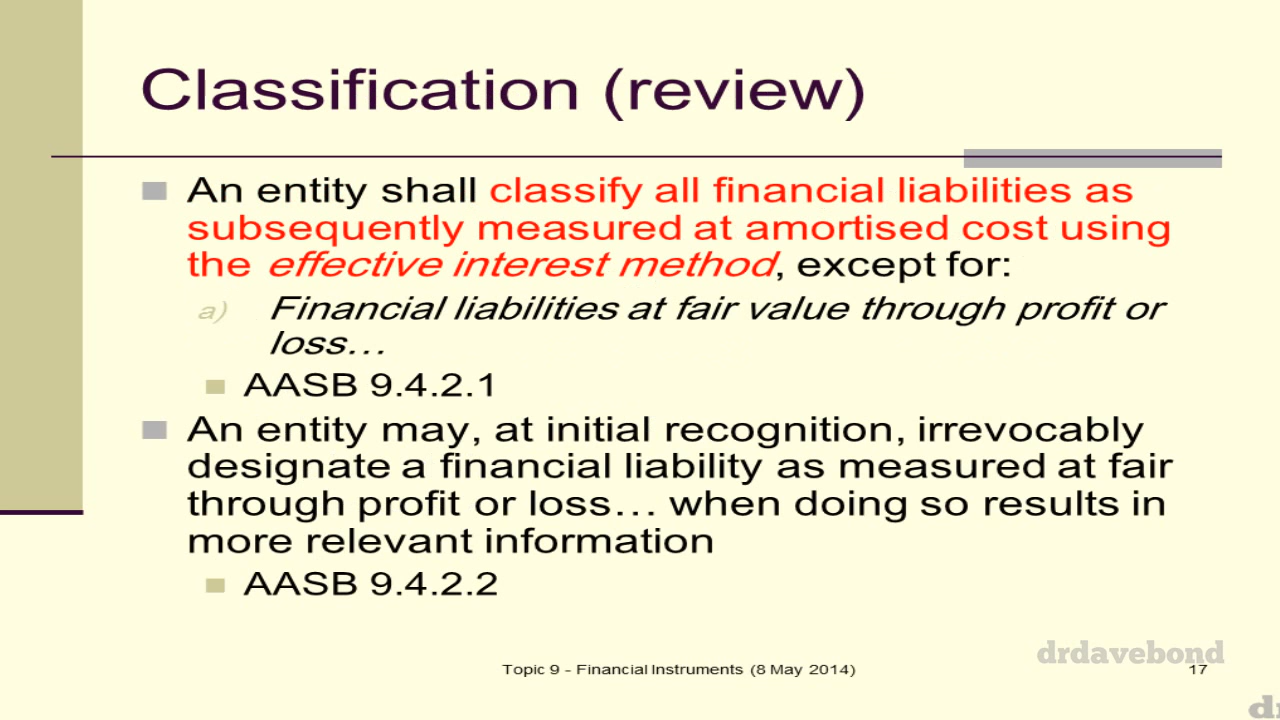 Classification (review)
An entity shall classify all financial liabilities as
subsequently measured at amortised cost using
the effective interest method, except for:
a) Financial liabilities at fair value through profit or
loss…
AASB 9.4.2.1
An entity may, at initial recognition, irrevocably
designate a financial liability as measured at fair
through profit or loss… when doing so results in
more relevant information
AASB 9.4.2.2
drdavebond
Topic 9 - Financial Instruments (8 May 2014)
17